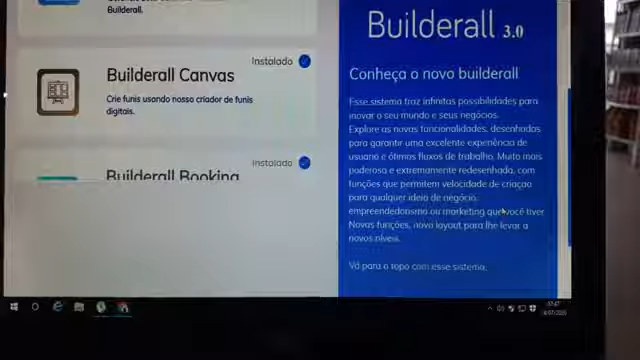 Builderall.
Instalado
Builderall Canvas
Crie funis usando nosso criador de funis
digitais.
Instalado
Builderall Booking
Builderall 3.0
Conheça o novo builderall
Esse sistema traz infinitas possibilidades para
inovar o seu mundo e seus negócios.
Explore as novas funcionalidades, desenhadas
para garantir uma excelente experiência de
usuário e ótimos fluxos de trabalho. Muito mais
poderosa e extremamente redesenhada, com
funções que permitem velocidade de criação
para qualquer ideia de negócio,
empreendedorismo ou marketing que você tiver
Novas funções, novo layout para lhe levar a
novos níveis.
Vá para o topo com esse sistema.